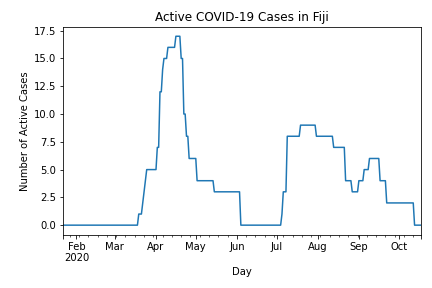 Active COVID-19 Cases in Fiji
17.5
15.0
12.5
10.0
7.5
5.0
2.5
0.0
Number of Active Cases
Feb Mar Apr May Jun Jul Aug Sep Oct
2020
Day